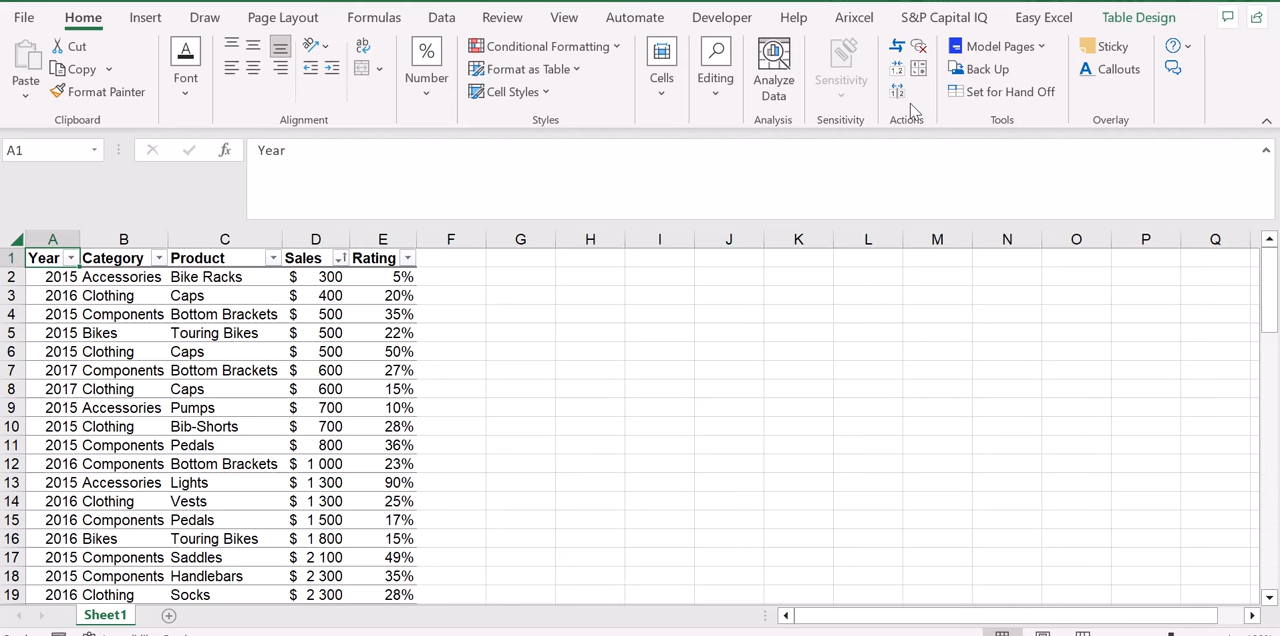 File Home Insert Draw Page Layout Formulas Data Review View Automate Developer Help Arixcel S&P Capital IQ Easy Excel Table Design
Paste Cut Copy Format Painter
Clipboard
Font
ab
Alignment
% Number
Conditional Formatting
Format as Table
Cell Styles
Styles
Cells
Editing
Analyze Data
Analysis
Sensitivity
Sensitivity
Actions
Model Pages
Back Up
Set for Hand Off
Tools
Sticky
Callouts
Overlay
A1 fx Year
A B C D E F G H I J K L M N O P Q
1 Year Category Product Sales Rating
2 2015 Accessories Bike Racks $ 300 5%
3 2016 Clothing Caps $ 400 20%
4 2015 Components Bottom Brackets $ 500 35%
5 2015 Bikes Touring Bikes $ 500 22%
6 2015 Clothing Caps $ 500 50%
7 2017 Components Bottom Brackets $ 600 27%
8 2017 Clothing Caps $ 600 15%
9 2015 Accessories Pumps $ 700 10%
10 2015 Clothing Bib-Shorts $ 700 28%
11 2015 Components Pedals $ 800 36%
12 2016 Components Bottom Brackets $ 1 000 23%
13 2015 Accessories Lights $ 1 300 90%
14 2016 Clothing Vests $ 1 300 25%
15 2016 Components Pedals $ 1 500 17%
16 2016 Bikes Touring Bikes $ 1 800 15%
17 2015 Components Saddles $ 2 100 49%
18 2015 Components Handlebars $ 2 300 35%
19 2016 Clothing Socks $ 2 300 28%
Sheet1